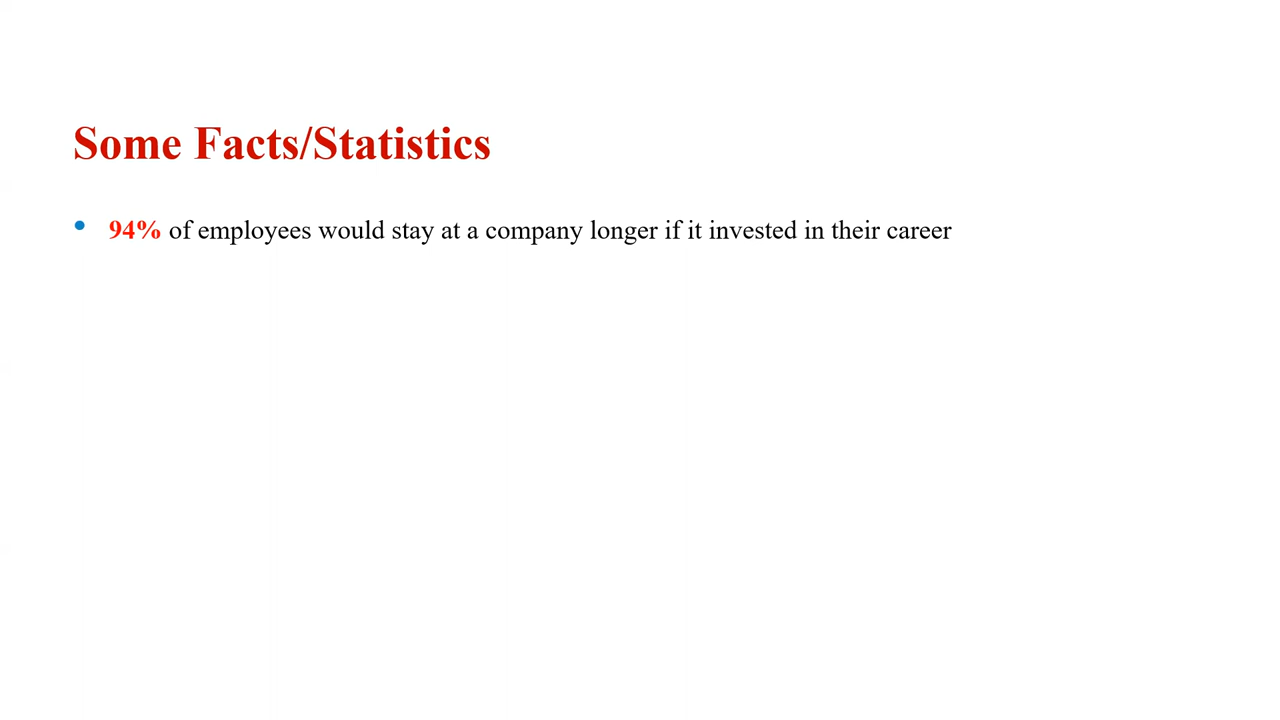 Some Facts/Statistics
• 94% of employees would stay at a company longer if it invested in their career